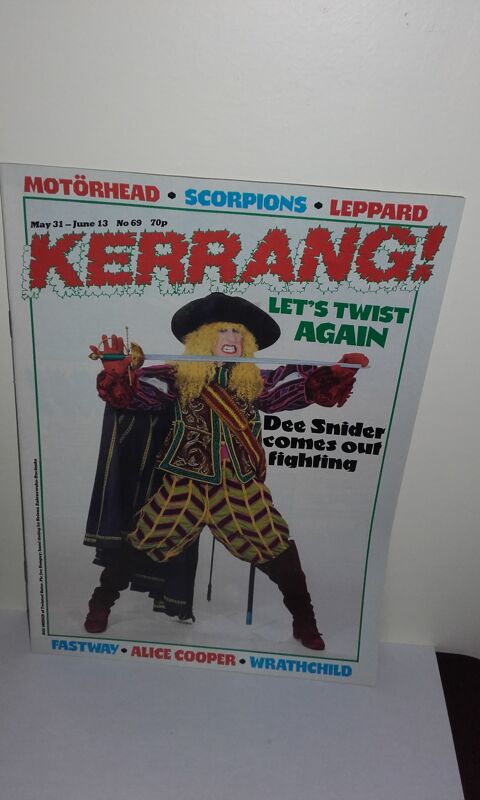 MOTÖRHEAD • SCORPIONS • LEPPARD
May 31 – June 13 No 69 70p
KERRANG!
LET'S TWIST
AGAIN
Dee Snider
comes out
fighting
FASTWAY • ALICE COOPER • WRATHCHILD